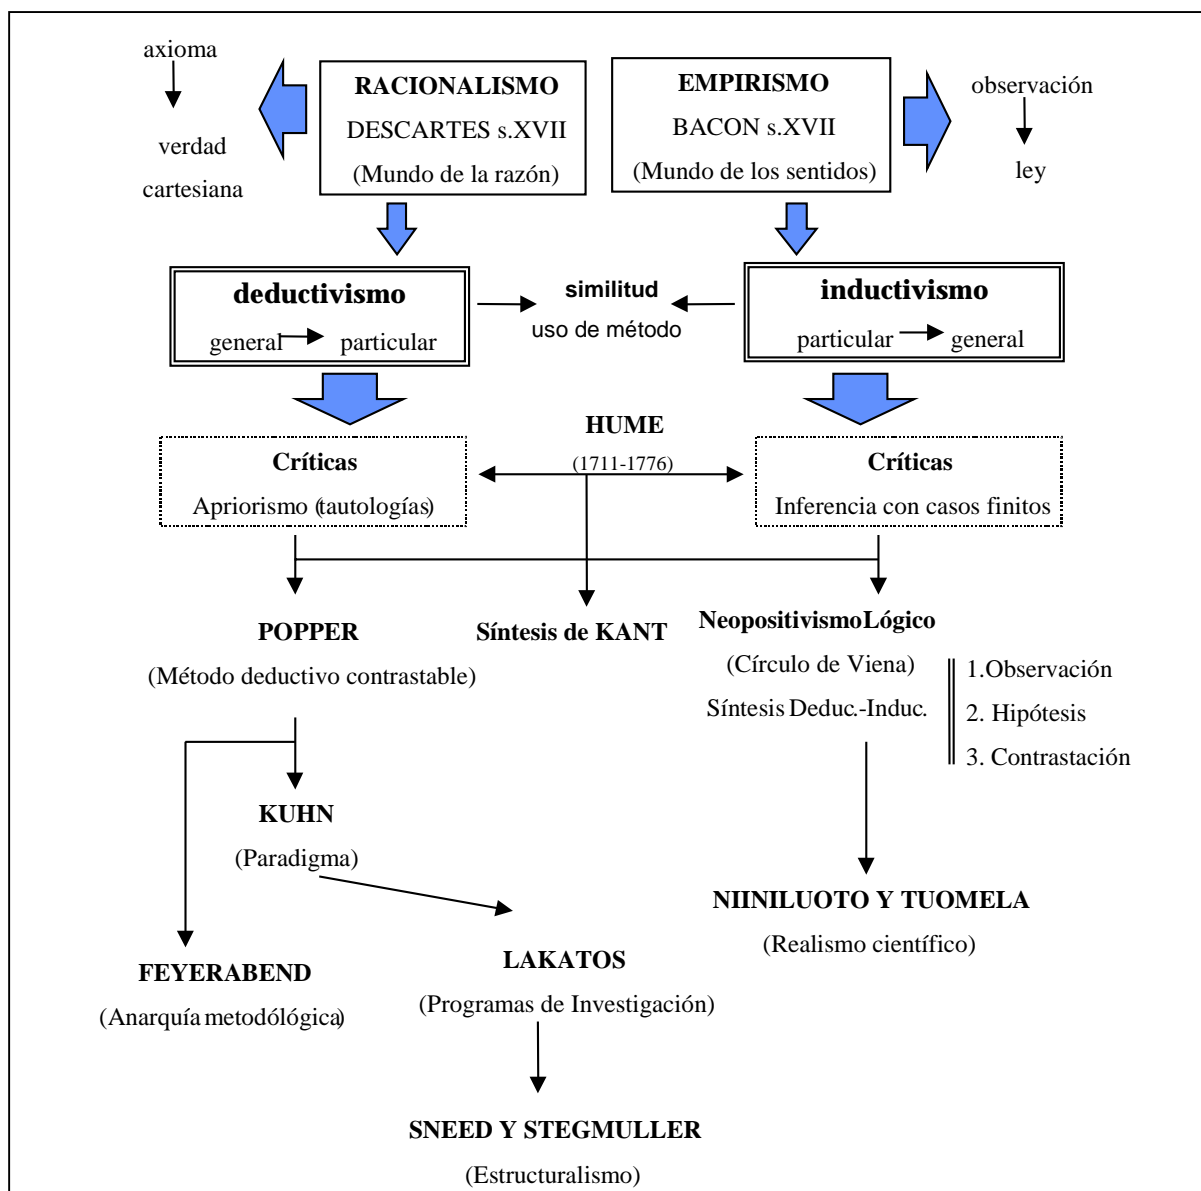 axioma
verdad
cartesiana
RACIONALISMO
DESCARTES s.XVII
(Mundo de la razón)
EMPIRISMO
BACON s.XVII
(Mundo de los sentidos)
observación
ley
deductivismo
general particular
similitud
uso de método
inductivismo
particular general
HUME
(1711-1776)
Críticas
Apriorismo (tautologías)
Críticas
Inferencia con casos finitos
POPPER
(Método deductivo contrastable)
Síntesis de KANT
Neopositivismo Lógico
(Círculo de Viena)
Síntesis Deduc.-Induc.
1.Observación
2. Hipótesis
3. Contrastación
KUHN
(Paradigma)
NIINILUOTO Y TUOMELA
(Realismo científico)
FEYERABEND
(Anarquía metodólógica)
LAKATOS
(Programas de Investigación)
SNEED Y STEGMULLER
(Estructuralismo)